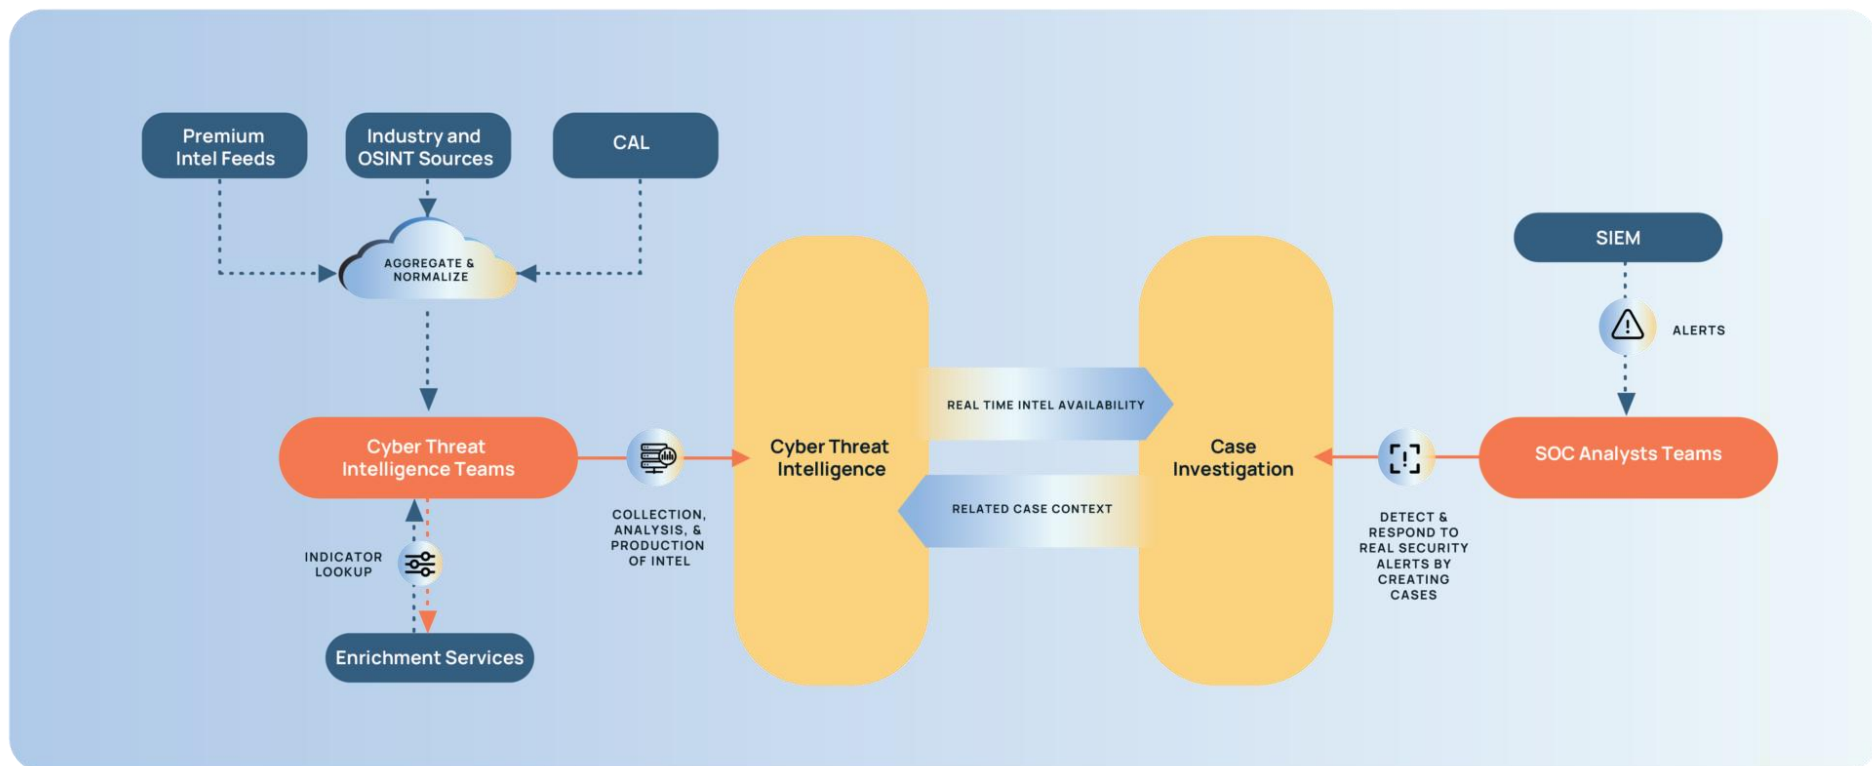 Premium
Intel Feeds
Industry and
OSINT Sources
CAL
AGGREGATE &
NORMALIZE
SIEM
ALERTS
Cyber Threat
Intelligence Teams
COLLECTION,
ANALYSIS, &
PRODUCTION
OF INTEL
INDICATOR
LOOKUP
Enrichment Services
Cyber Threat
Intelligence
REAL TIME INTEL AVAILABILITY
RELATED CASE CONTEXT
Case
Investigation
DETECT &
RESPOND TO
REAL SECURITY
ALERTS BY
CREATING
CASES
SOC Analysts Teams